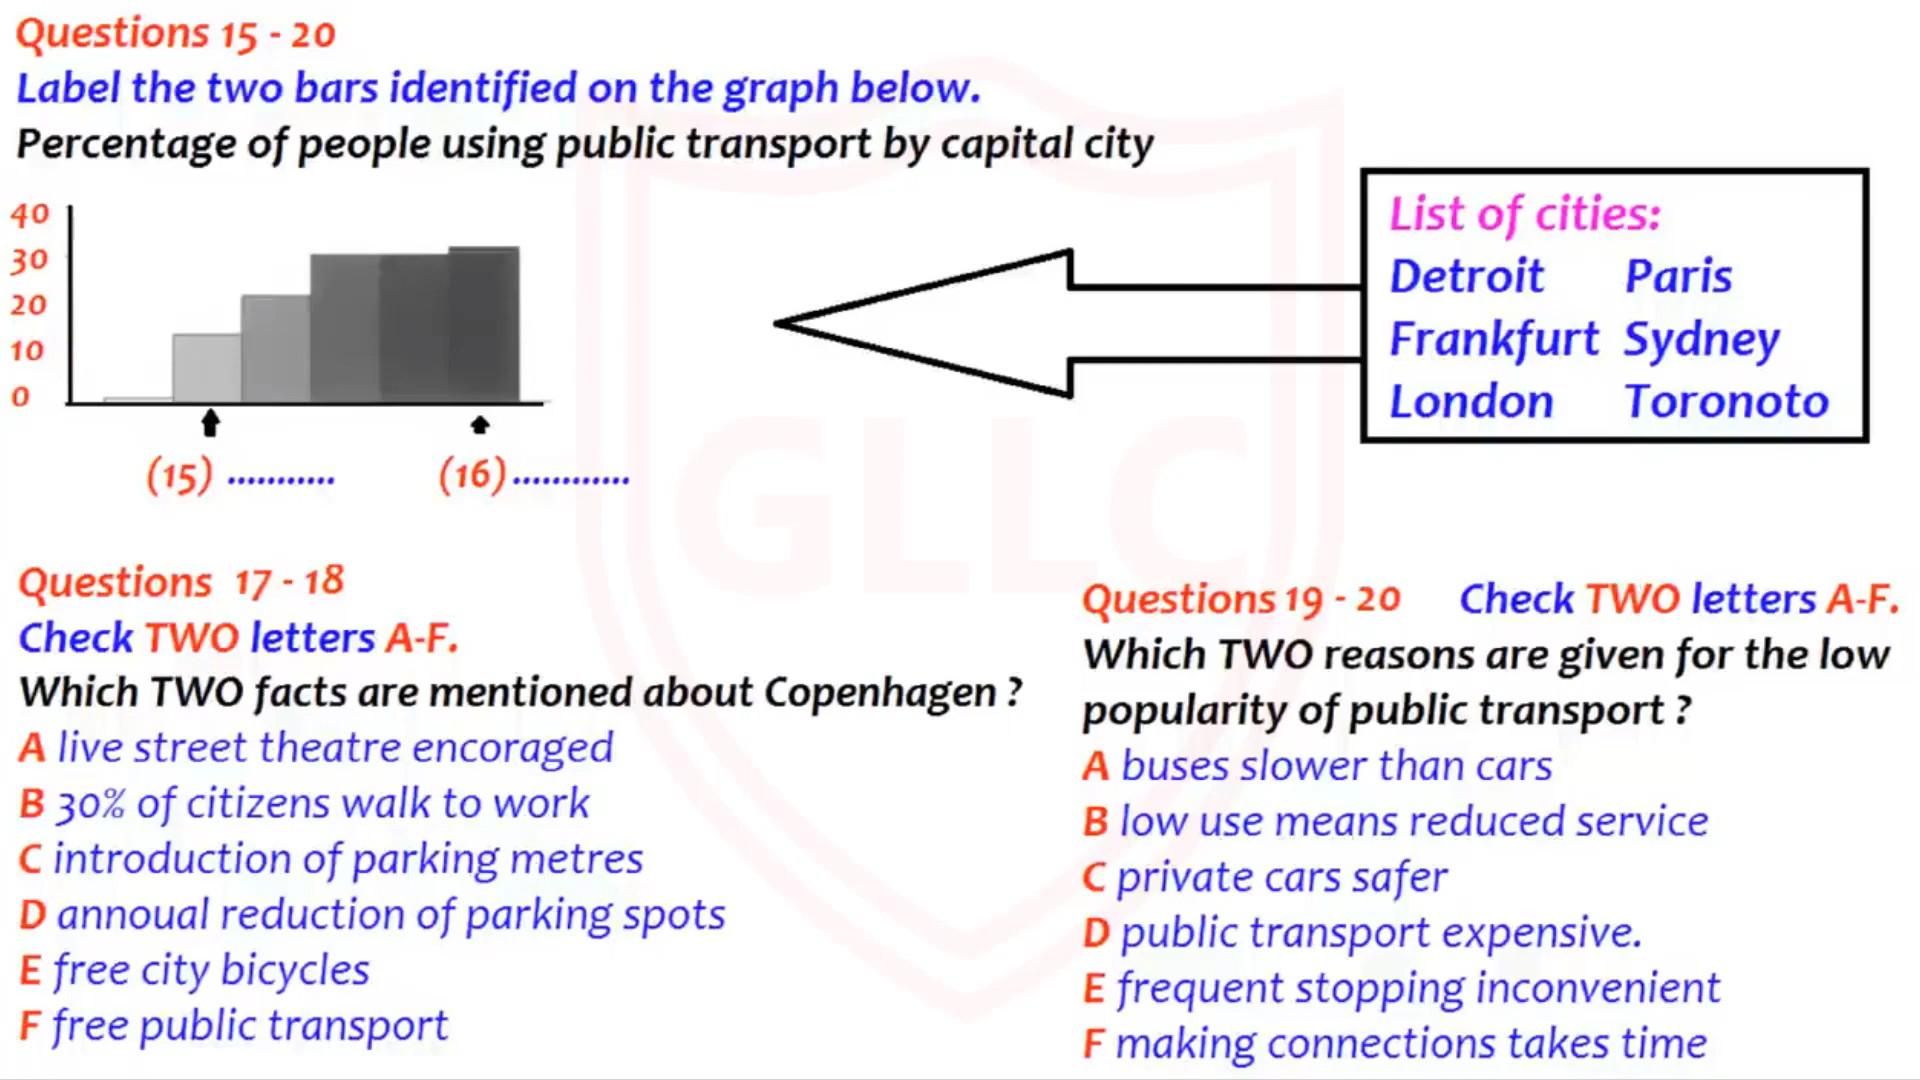 Questions 15 - 20
Label the two bars identified on the graph below.
Percentage of people using public transport by capital city
40
30
20
10
0
(15) ...........
(16)............
List of cities:
Detroit Paris
Frankfurt Sydney
London Toronoto
GLLC
Questions 17 - 18
Check TWO letters A-F.
Which TWO facts are mentioned about Copenhagen ?
A live street theatre encoraged
B 30% of citizens walk to work
C introduction of parking metres
D annoual reduction of parking spots
E free city bicycles
F free public transport
Questions 19 - 20 Check TWO letters A-F.
Which TWO reasons are given for the low
popularity of public transport ?
A buses slower than cars
B low use means reduced service
C private cars safer
D public transport expensive.
E frequent stopping inconvenient
F making connections takes time